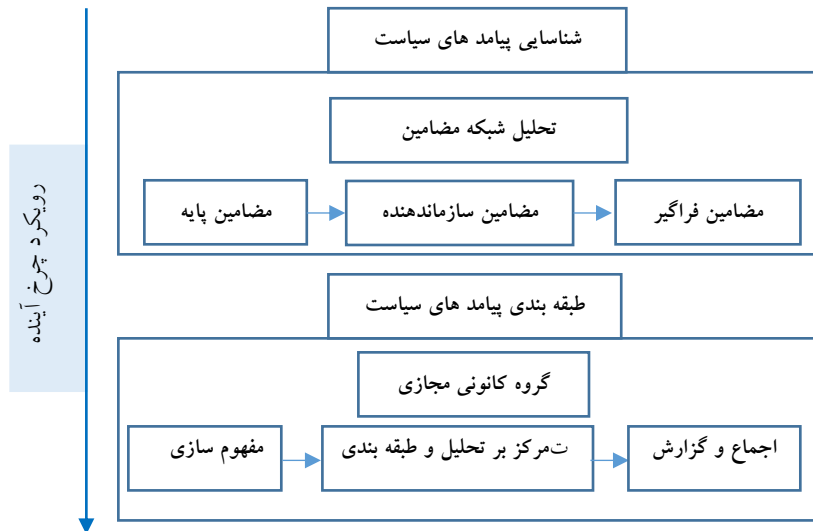 شناسایی پیامد های سیاست
تحلیل شبکه مضامین
مضامین پایه
مضامین سازماندهنده
مضامین فراگیر
رویکرد چرخ آینده
طبقه بندی پیامد های سیاست
گروه کانونی مجازی
مفهوم سازی
تمرکز بر تحلیل و طبقه بندی
اجماع و گزارش